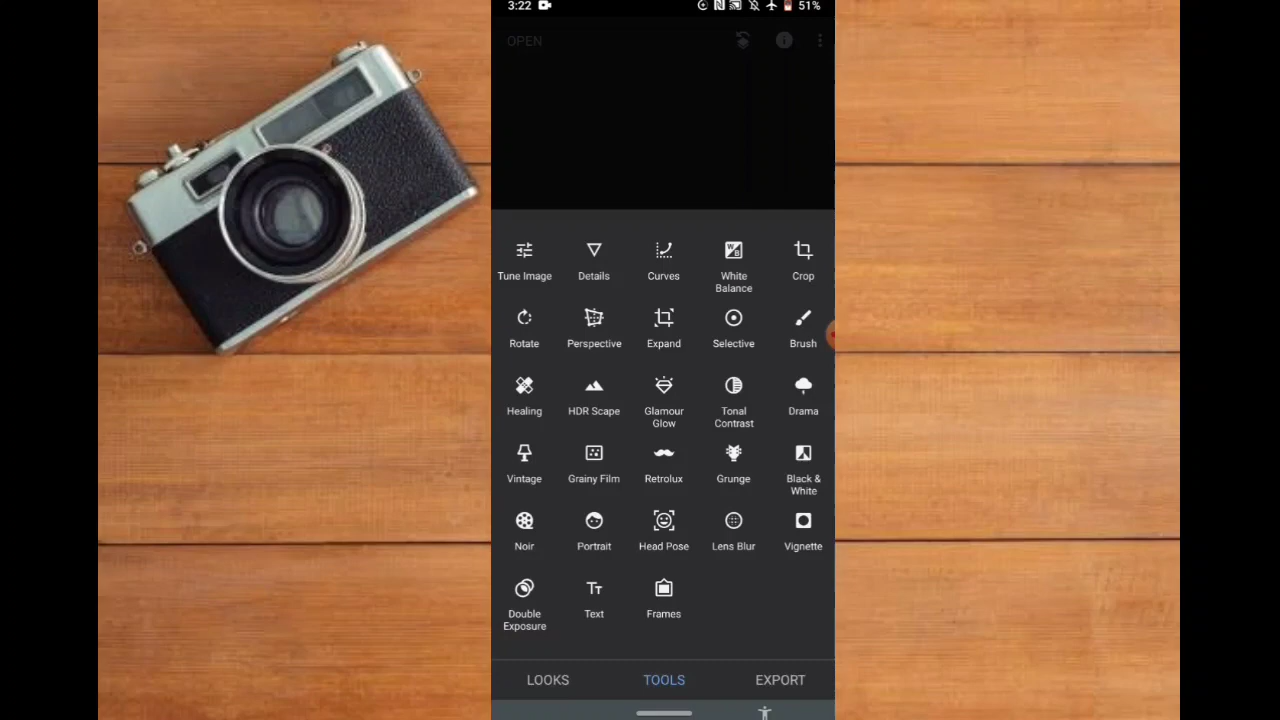 3:22 51%
OPEN
Tune Image Details Curves White Balance Crop
Rotate Perspective Expand Selective Brush
Healing HDR Scape Glamour Glow Tonal Contrast Drama
Vintage Grainy Film Retrolux Grunge Black & White
Noir Portrait Head Pose Lens Blur Vignette
Double Exposure Text Frames
LOOKS TOOLS EXPORT